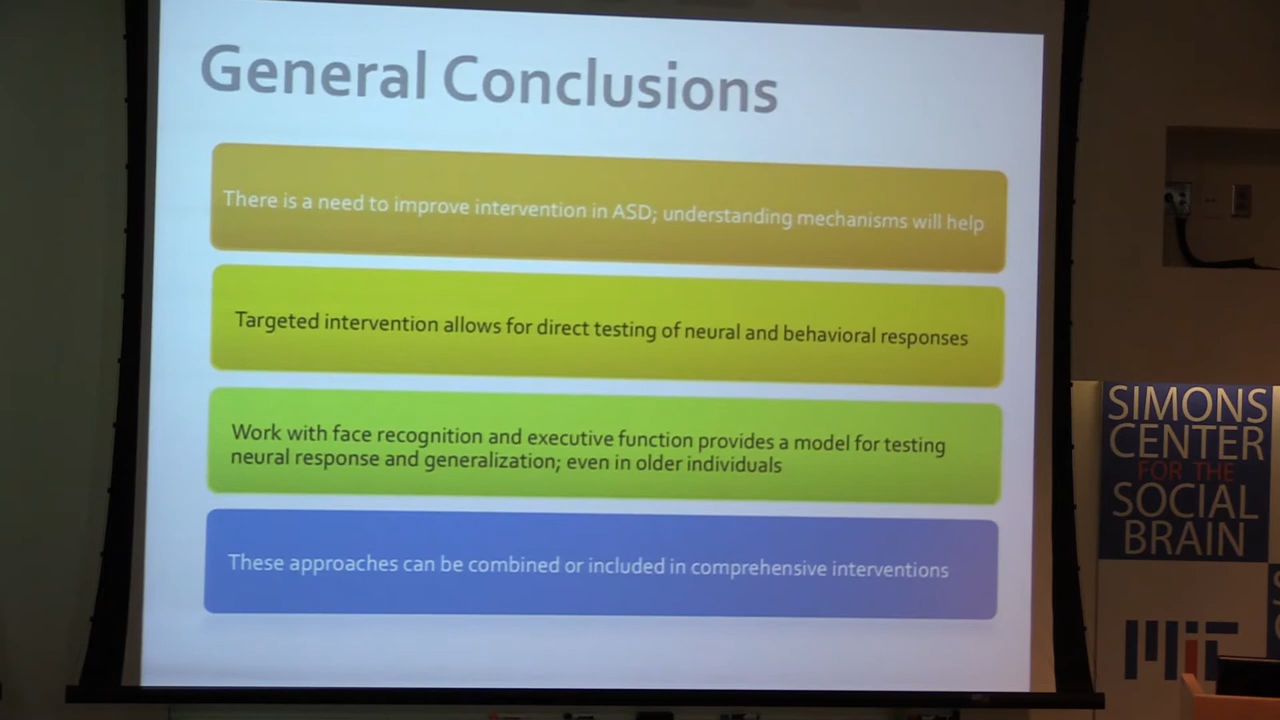 General Conclusions
There is a need to improve intervention in ASD; understanding mechanisms will help
Targeted intervention allows for direct testing of neural and behavioral responses
Work with face recognition and executive function provides a model for testing
neural response and generalization; even in older individuals
These approaches can be combined or included in comprehensive interventions
SIMONS
CENTER
FOR THE
SOCIAL
BRAIN
MIT